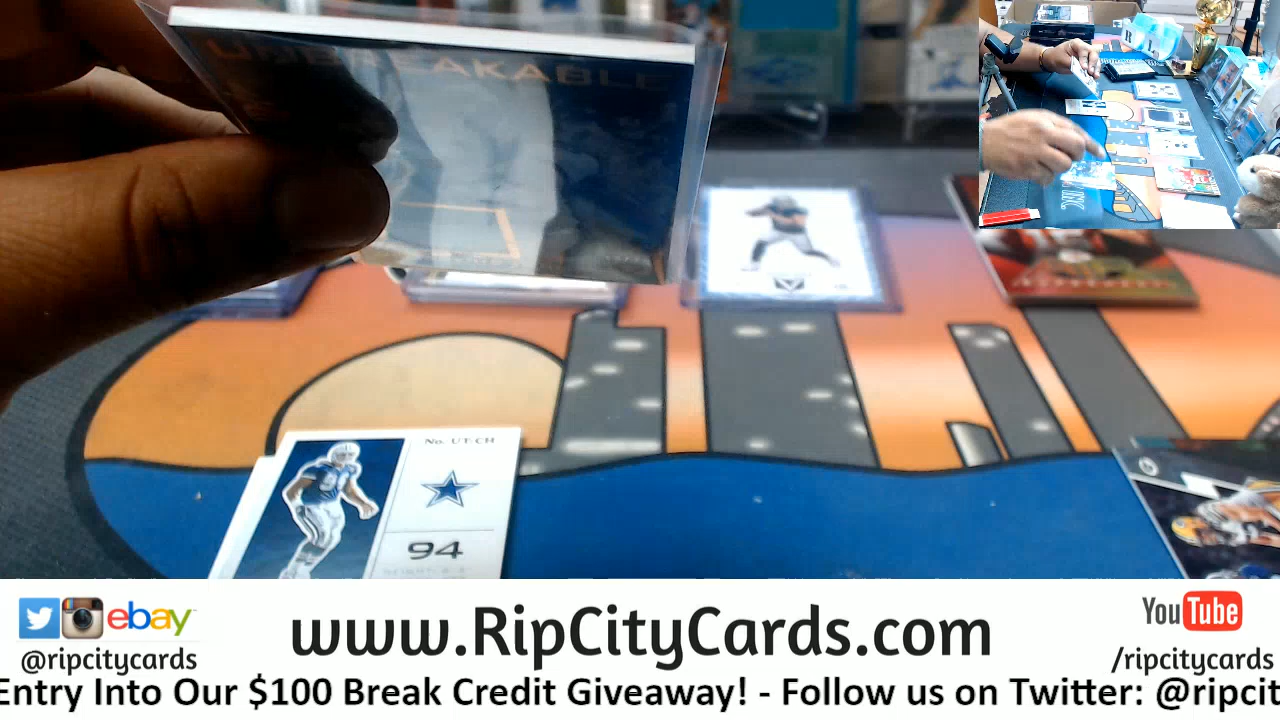 UNBREAKABLE
No. UT-CH
94
ebay
@ripcitycards
www.RipCityCards.com
YouTube
/ripcitycards
Entry Into Our $100 Break Credit Giveaway! - Follow us on Twitter: @ripcit